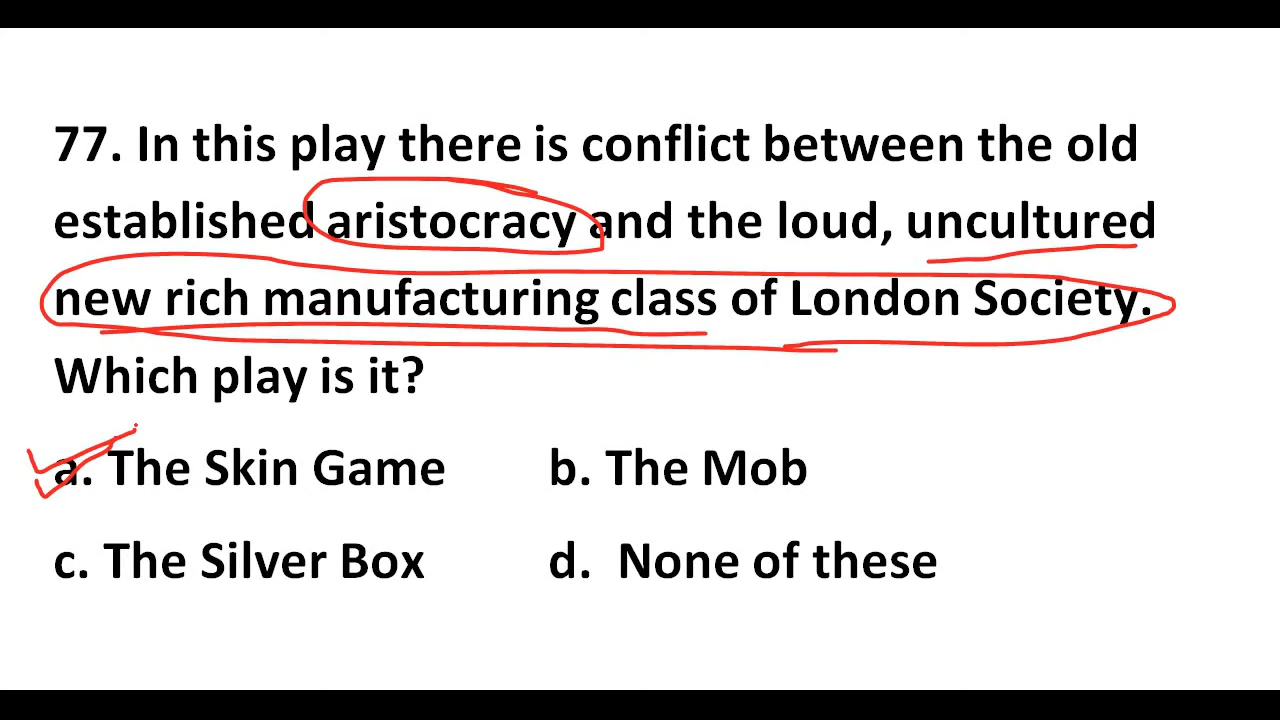 77. In this play there is conflict between the old
established aristocracy and the loud, uncultured
new rich manufacturing class of London Society.
Which play is it?
a. The Skin Game b. The Mob
c. The Silver Box d. None of these